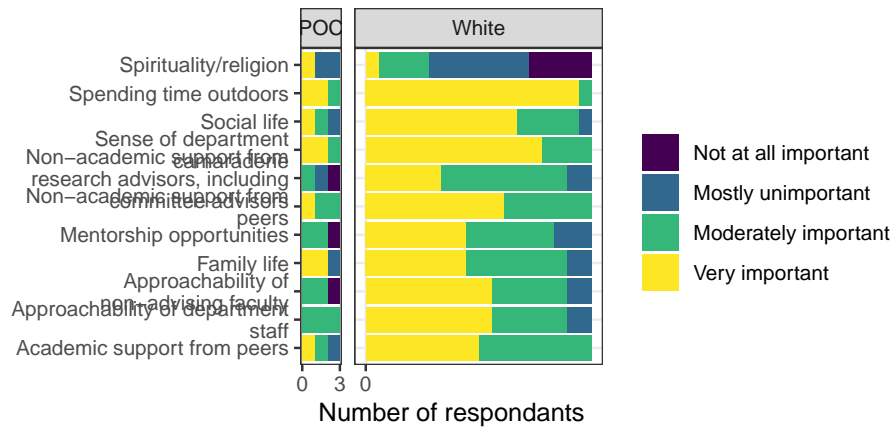 POC
White
Spirituality/religion
Spending time outdoors
Social life
Sense of department
camaraderie
Non−academic support from
research advisors, including
committee advisors
Non−academic support from
peers
Mentorship opportunities
Family life
Approachability of
non−advising faculty
Approachability of department
staff
Academic support from peers
0
3
0
Number of respondants
Not at all important
Mostly unimportant
Moderately important
Very important